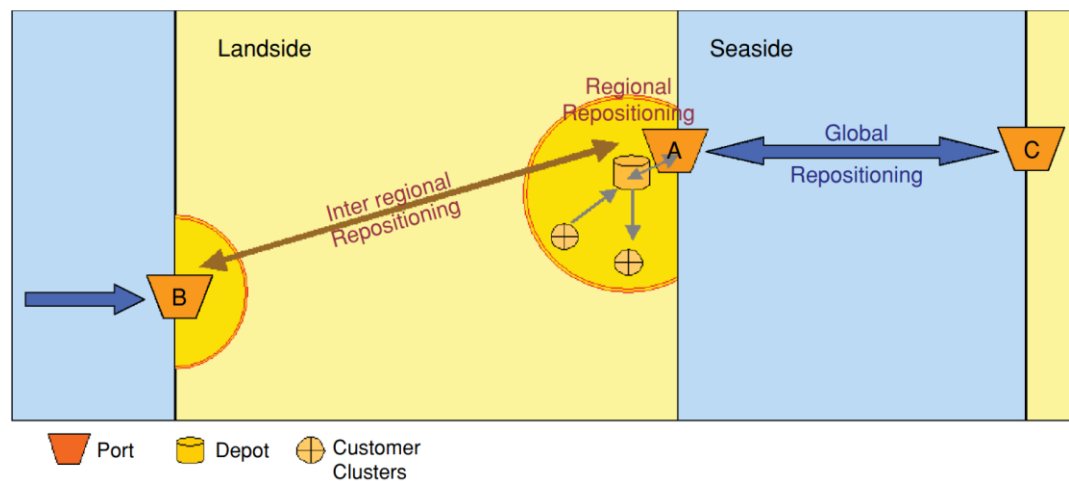 Landside
Seaside
Regional
Repositioning
A
Global
Repositioning
C
Inter regional
Repositioning
B
Port
Depot
Customer
Clusters